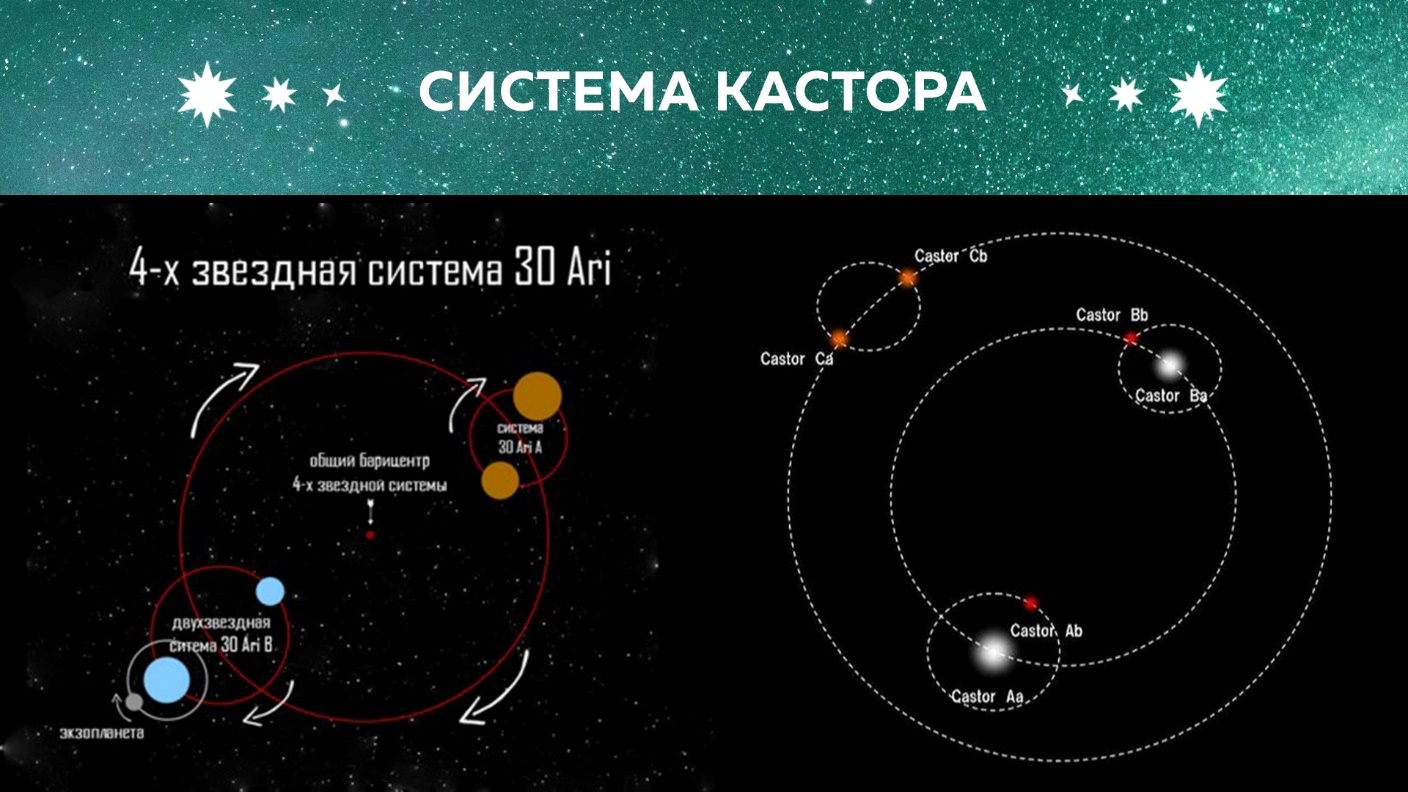 СИСТЕМА КАСТОРА
4-х звездная система 30 Ari
система
30 Ari A
общий барицентр
4-х звездной системы
двухзвездная
ситема 30 Ari B
экзопланета
Castor Cb
Castor Ca
Castor Bb
Castor Ba
Castor Ab
Castor Aa